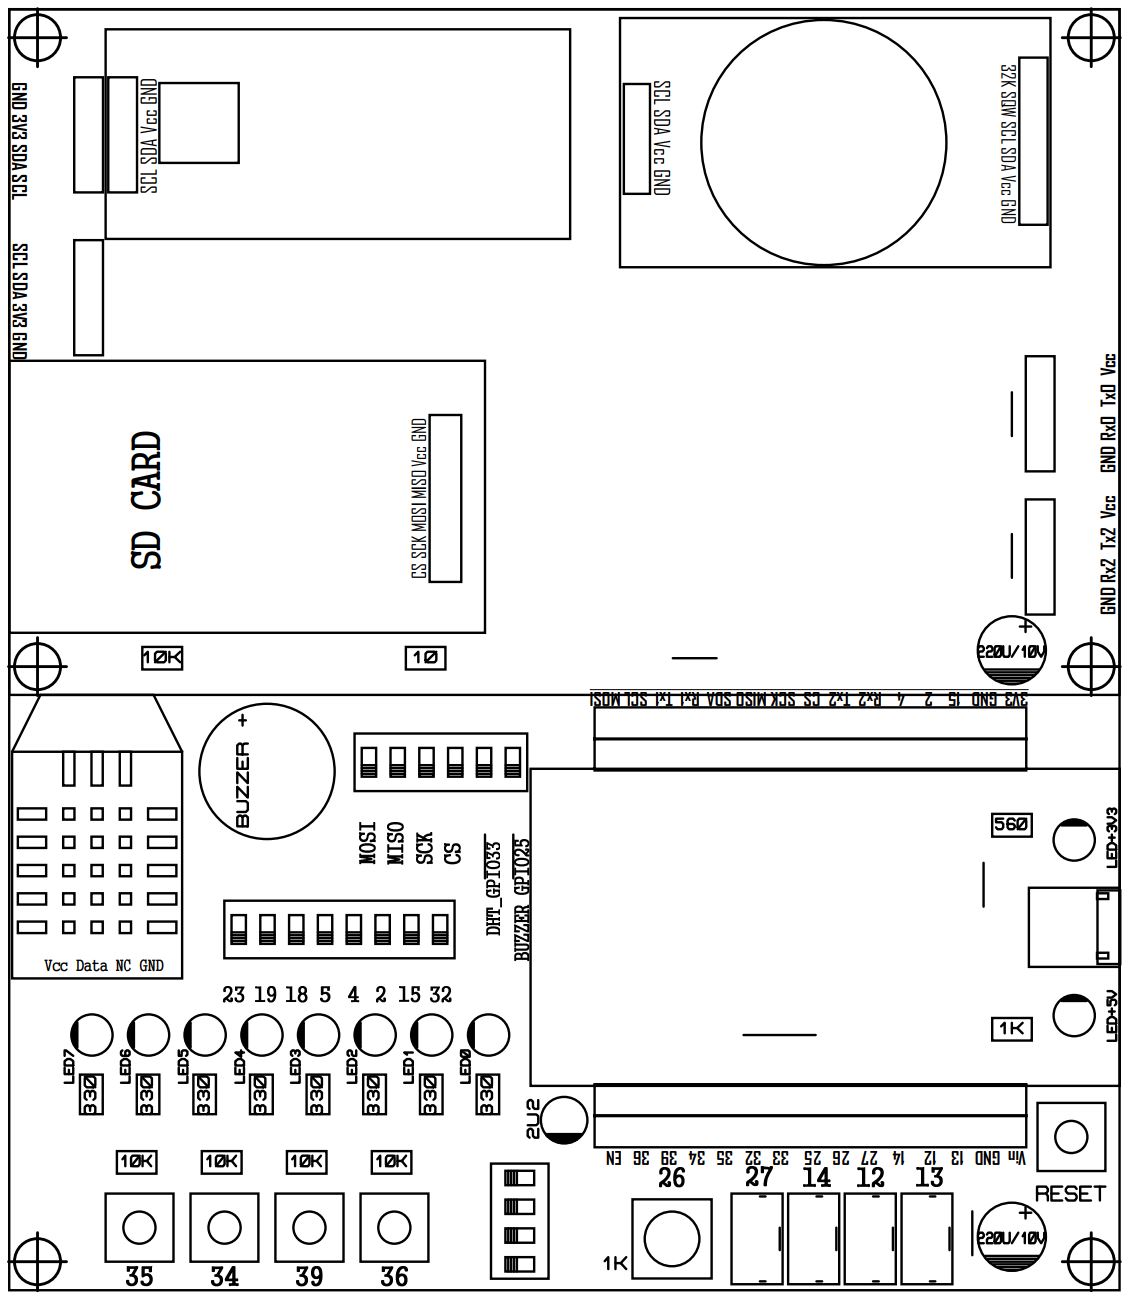 GND 3V3 SDA SCL
SCL SDA Vcc GND
SCL SDA Vcc GND
32K SQW SCL SDA Vcc GND
SCL SDA 3V3 GND
SD CARD
CS SCK MOSI MISO Vcc GND
GND Rx0 Tx0 Vcc
GND Rx2 Tx2 Vcc
10K
10
+
220U/10V
3V3 GND 15 2 4 Rx2 Tx2 CS SCK MISO SDA Rx1 Tx1 SCL MOSI
+
BUZZER
MOSI
MISO
SCK
CS
DHT_GPIO33
BUZZER GPIO25
560
LED+3V3
Vcc Data NC GND
23 19 18 5 4 2 15 32
LED7
LED6
LED5
LED4
LED3
LED2
LED1
LED0
330
330
330
330
330
330
330
330
1K
LED+5V
2U2
Vin GND 13 12 14 27 26 25 33 32 35 34 39 36 EN
10K
10K
10K
10K
26
27
14
12
13
RESET
1K
+
220U/10V
35
34
39
36